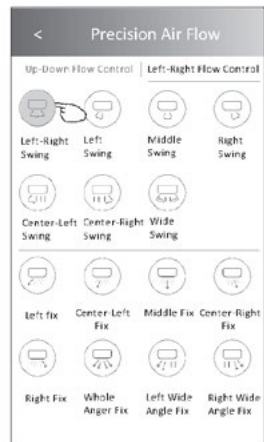 < Precision Air Flow
Up-Down Flow Control Left-Right Flow Control
Left-Right Left Middle Right
Swing Swing Swing Swing
Center-Left Center-Right Wide
Swing Swing Swing
Left fix Center-Left Middle Fix Center-Right
Fix Fix
Right Fix Whole Left Wide Right Wide
Anger Fix Angle Fix Angle Fix